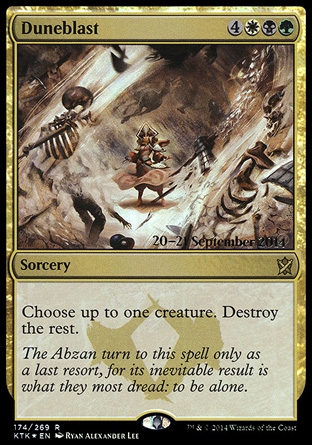 Duneblast 4
20-21 September 2014
Sorcery
Choose up to one creature. Destroy
the rest.
The Abzan turn to this spell only as
a last resort, for its inevitable result is
what they most dread: to be alone.
174/269 R
KTK ★ EN Ryan Alexander Lee
™ & © 2014 Wizards of the Coast